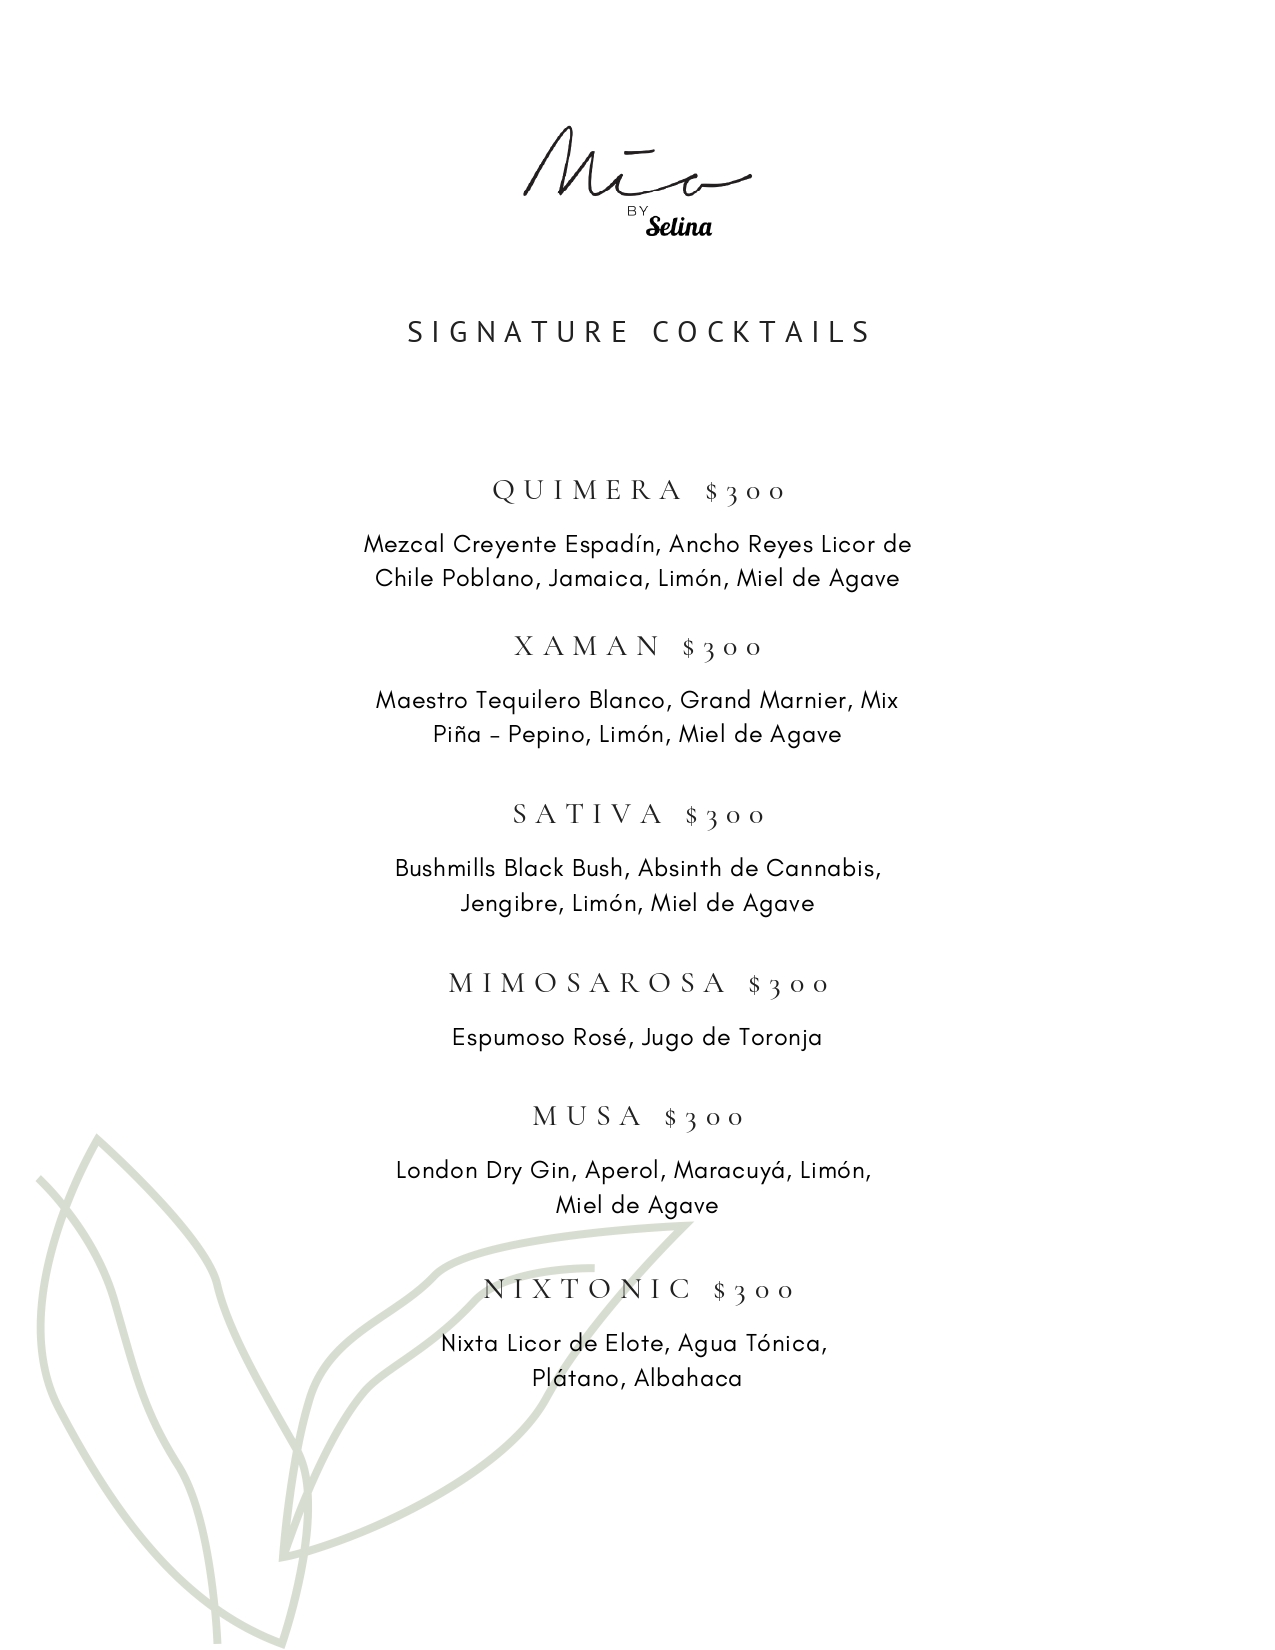 Mīo
BY
Selina
SIGNATURE COCKTAILS
QUIMERA $300
Mezcal Creyente Espadín, Ancho Reyes Licor de
Chile Poblano, Jamaica, Limón, Miel de Agave
XAMAN $300
Maestro Tequilero Blanco, Grand Marnier, Mix
Piña - Pepino, Limón, Miel de Agave
SATIVA $300
Bushmills Black Bush, Absinth de Cannabis,
Jengibre, Limón, Miel de Agave
MIMOSAROSA $300
Espumoso Rosé, Jugo de Toronja
MUSA $300
London Dry Gin, Aperol, Maracuyá, Limón,
Miel de Agave
NIXTONIC $300
Nixta Licor de Elote, Agua Tónica,
Plátano, Albahaca